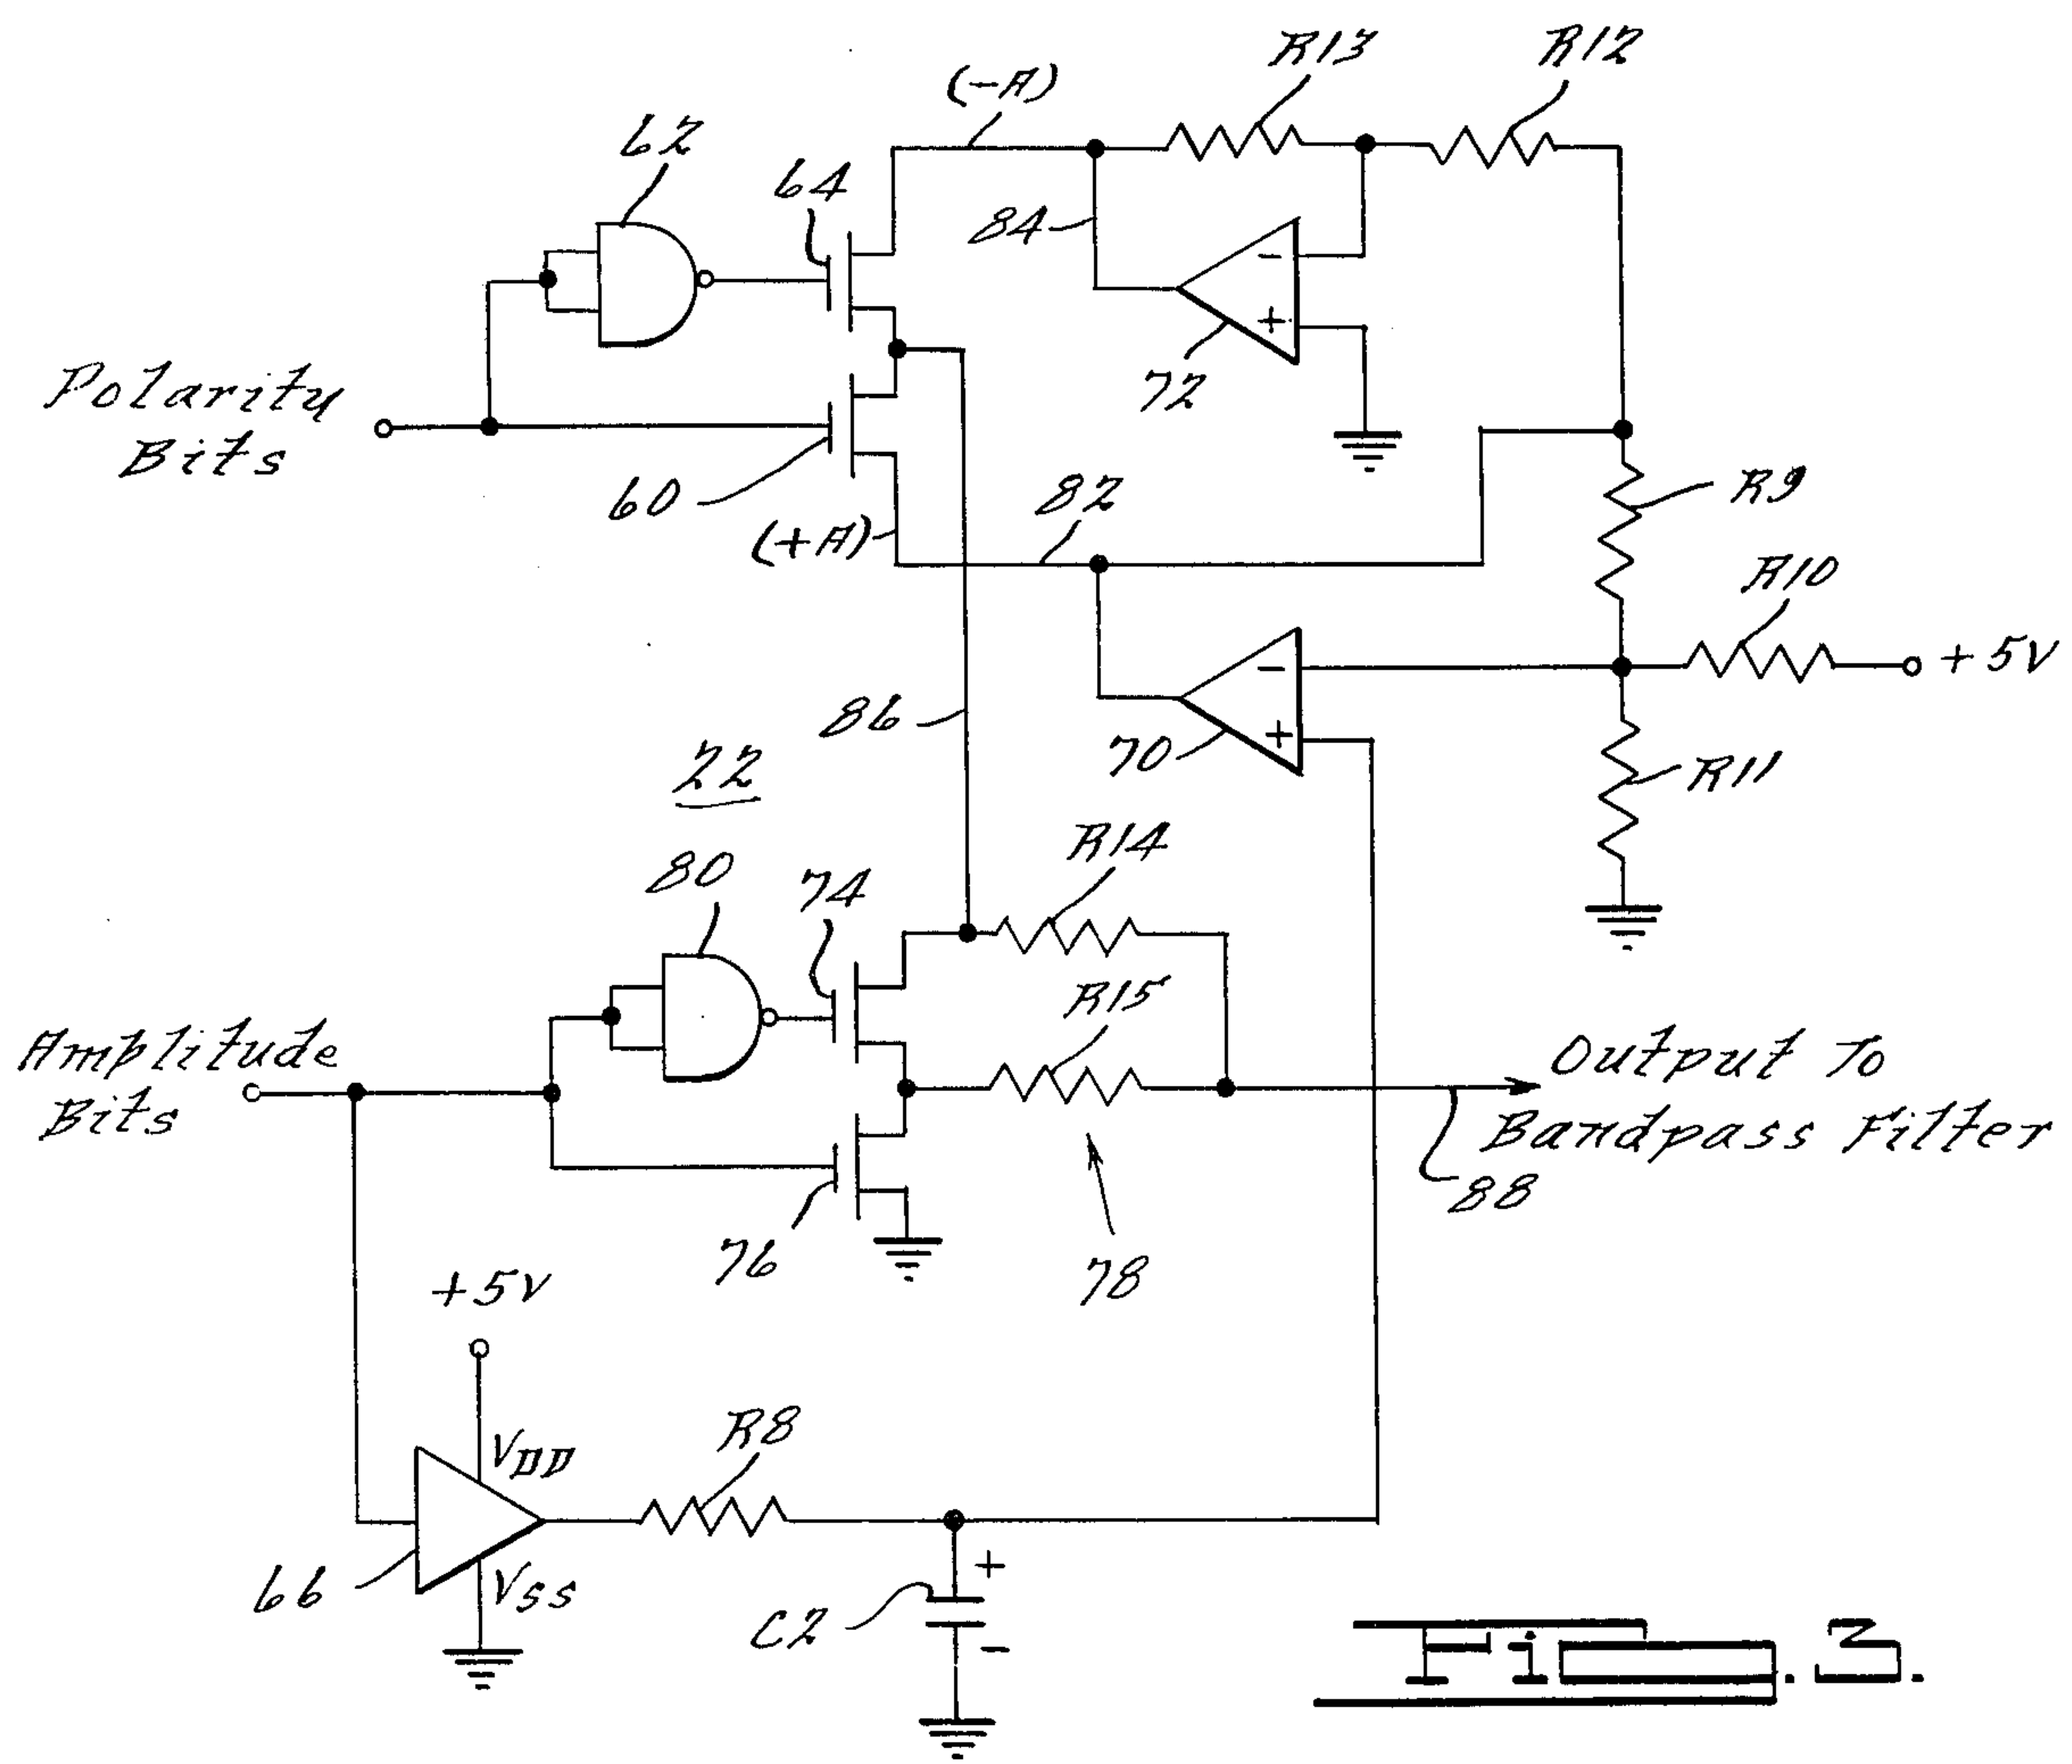 R13
R12
(-A)
62
64
84
-
+
72
Polarity
Bits
60
82
(+A)
R9
R10
+5V
-
+
70
86
22
R11
R14
80
74
R15
Amplitude
Bits
Output To
Bandpass Filter
88
76
78
+5V
VDD
R8
66
VSS
+
C2
-
Fig. 3.